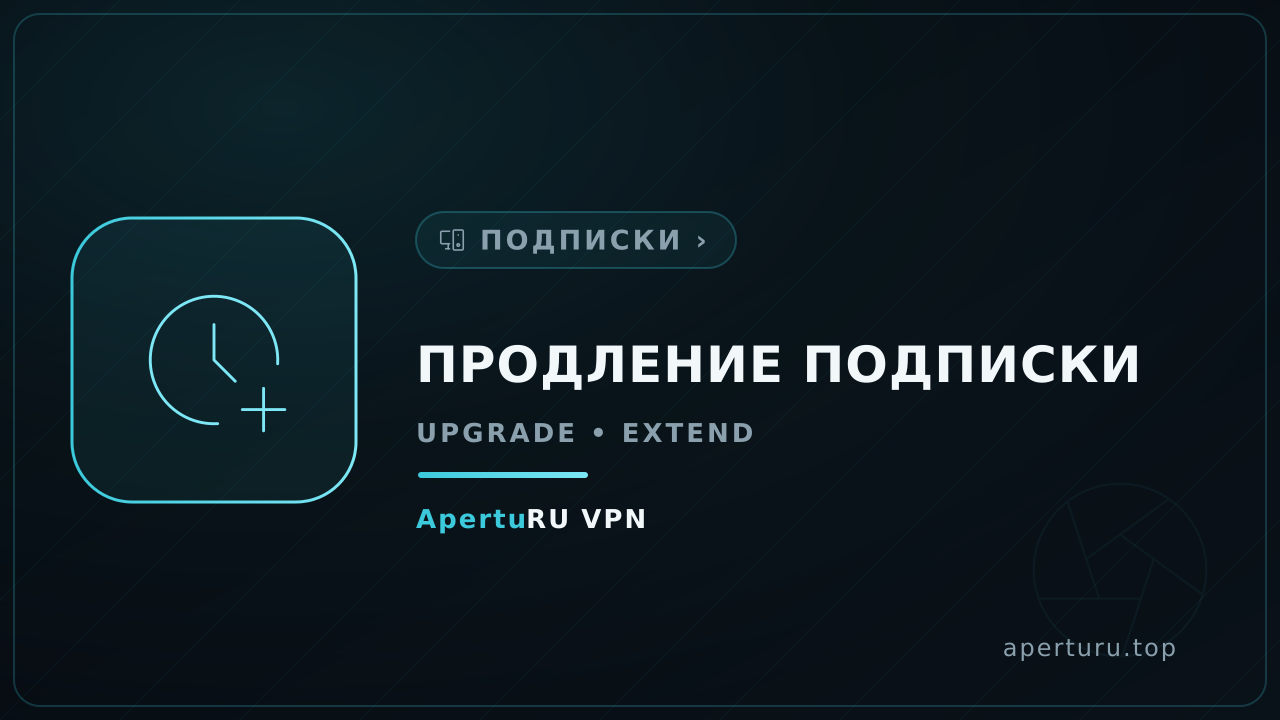 ПОДПИСКИ ›
ПРОДЛЕНИЕ ПОДПИСКИ
UPGRADE • EXTEND
ApertuRU VPN
aperturu.top